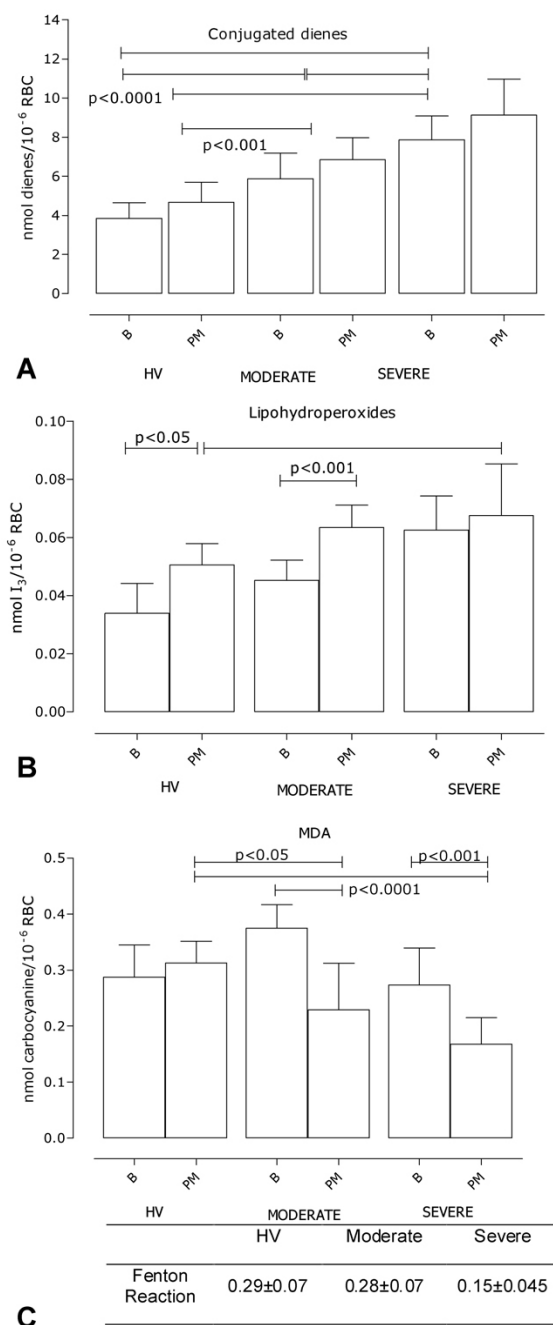 Conjugated dienes
p<0.0001
p<0.001
nmol dienes/10-6 RBC
14
12
10
8
6
4
2
0
B PM B PM B PM
HV MODERATE SEVERE
A
Lipohydroperoxides
p<0.05
p<0.001
nmol I3/10-6 RBC
0.10
0.08
0.06
0.04
0.02
0.00
B PM B PM B PM
HV MODERATE SEVERE
B
MDA
p<0.05 p<0.001
p<0.0001
nmol carbocyanine/10-6 RBC
0.5
0.4
0.3
0.2
0.1
0.0
B PM B PM B PM
HV MODERATE SEVERE
HV Moderate Severe
Fenton
Reaction 0.29±0.07 0.28±0.07 0.15±0.045
C